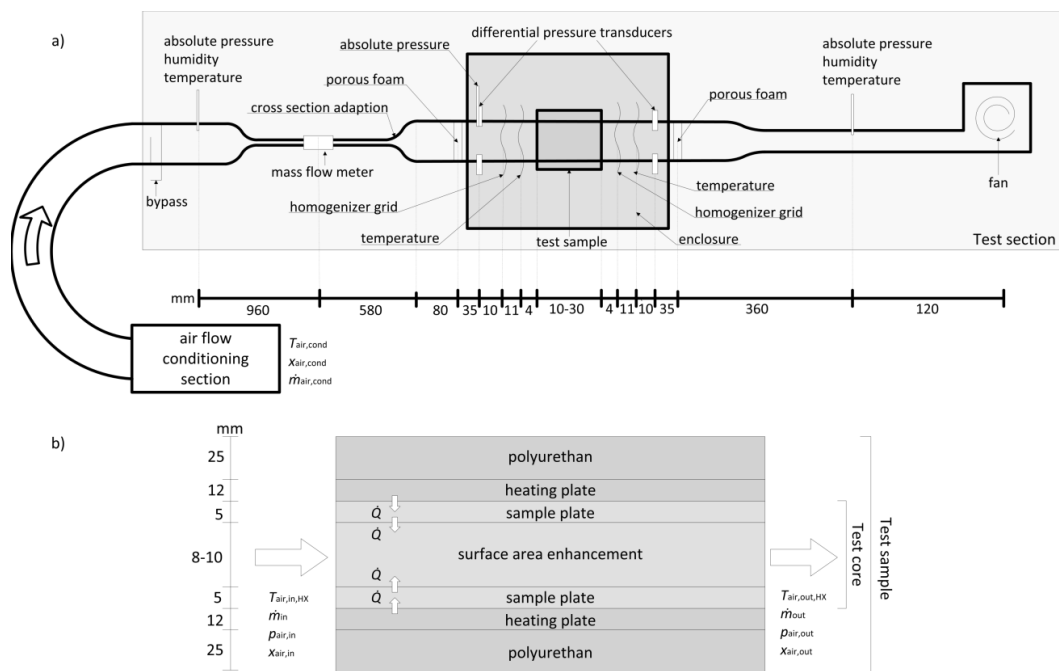 a)
absolute pressure
humidity
temperature
absolute pressure
differential pressure transducers
absolute pressure
humidity
temperature
porous foam
porous foam
cross section adaption
mass flow meter
bypass
homogenizer grid
temperature
test sample
temperature
homogenizer grid
enclosure
fan
Test section
mm
960
580
80
35
10
11
4
10-30
4
11
10
35
360
120
air flow
conditioning
section
Tair,cond
xair,cond
ṁair,cond
b)
mm
25
polyurethan
12
heating plate
5
Q̇
sample plate
8-10
Q̇
surface area enhancement
Q̇
5
Q̇
sample plate
12
heating plate
25
polyurethan
Tair,in,HX
ṁin
pair,in
xair,in
Tair,out,HX
ṁout
pair,out
xair,out
Test core
Test sample